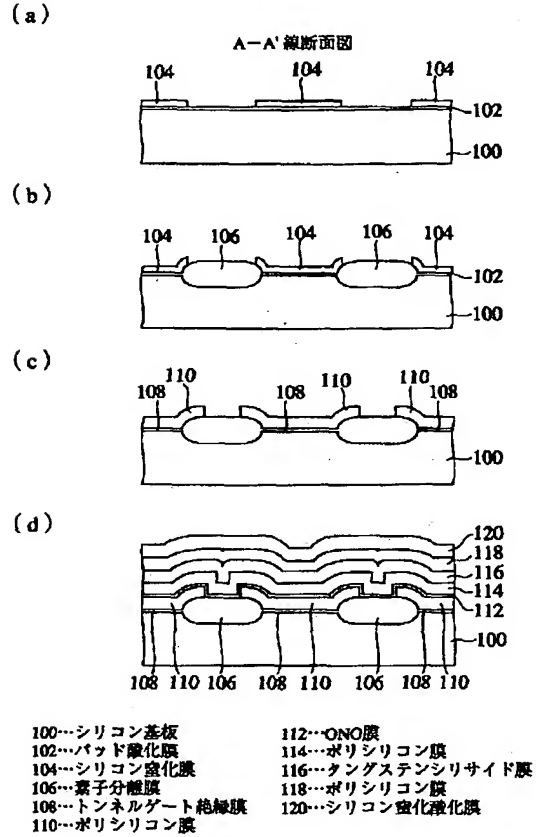 (a)
A-A'線断面図
104 104 104
102
100
(b)
104 106 104 106 104
102
100
(c)
110 108 108 110 110 108
100
(d)
120
118
116
114
112
100
108 110 106 108 110 106 108 110
100…シリコン基板
102…パッド酸化膜
104…シリコン窒化膜
106…素子分離膜
108…トンネルゲート絶縁膜
110…ポリシリコン膜
112…ONO膜
114…ポリシリコン膜
116…タングステンシリサイド膜
118…ポリシリコン膜
120…シリコン窒化酸化膜